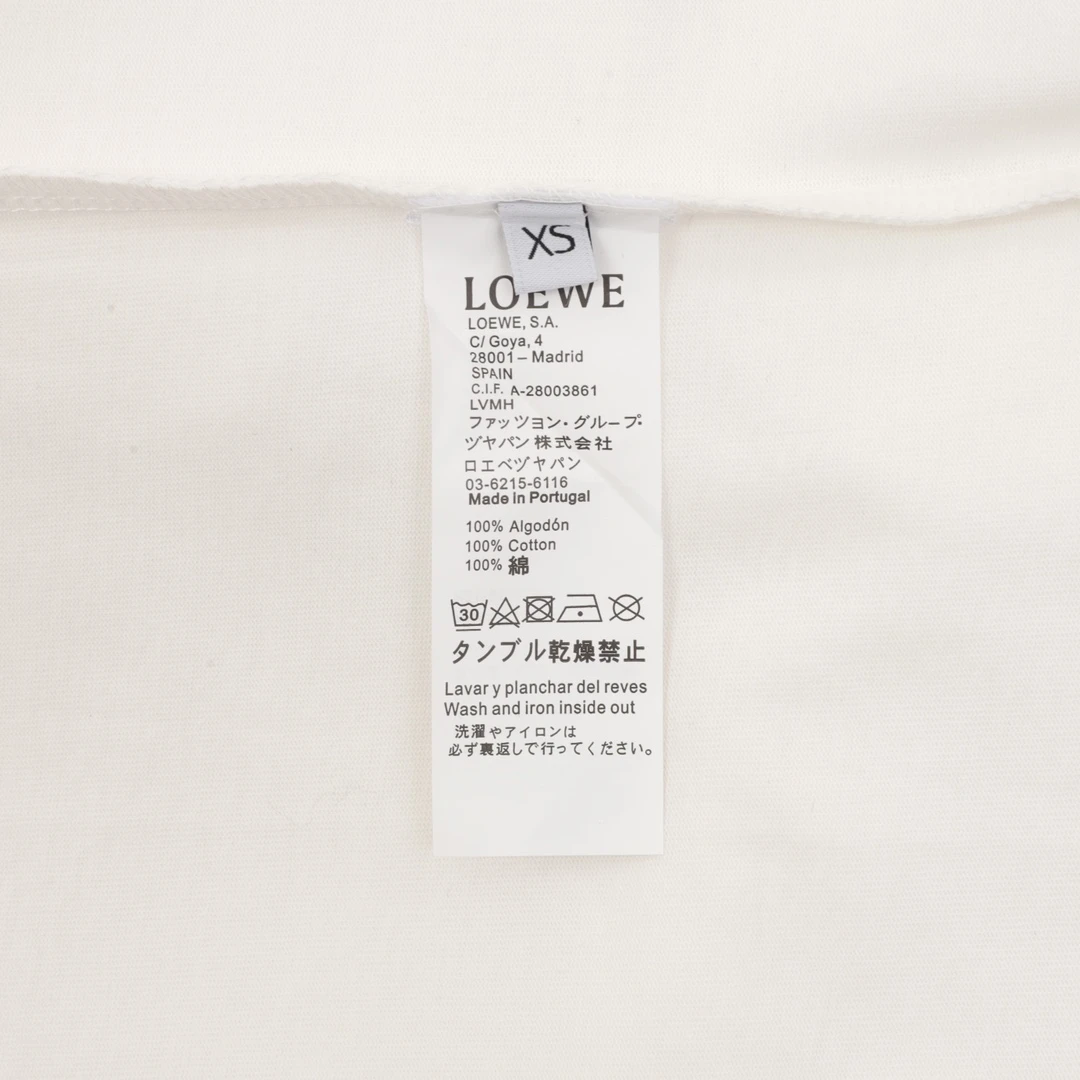 XS
LOEWE
LOEWE, S.A.
C/ Goya, 4
28001 – Madrid
SPAIN
C.I.F. A-28003861
LVMH
ファッツヨン・グループ・
ヅヤパン 株式会社
ロエベヅヤパン
03-6215-6116
Made in Portugal
100% Algodón
100% Cotton
100% 綿
30
タンブル乾燥禁止
Lavar y planchar del reves
Wash and iron inside out
洗濯やアイロンは
必ず裏返しで行ってください。